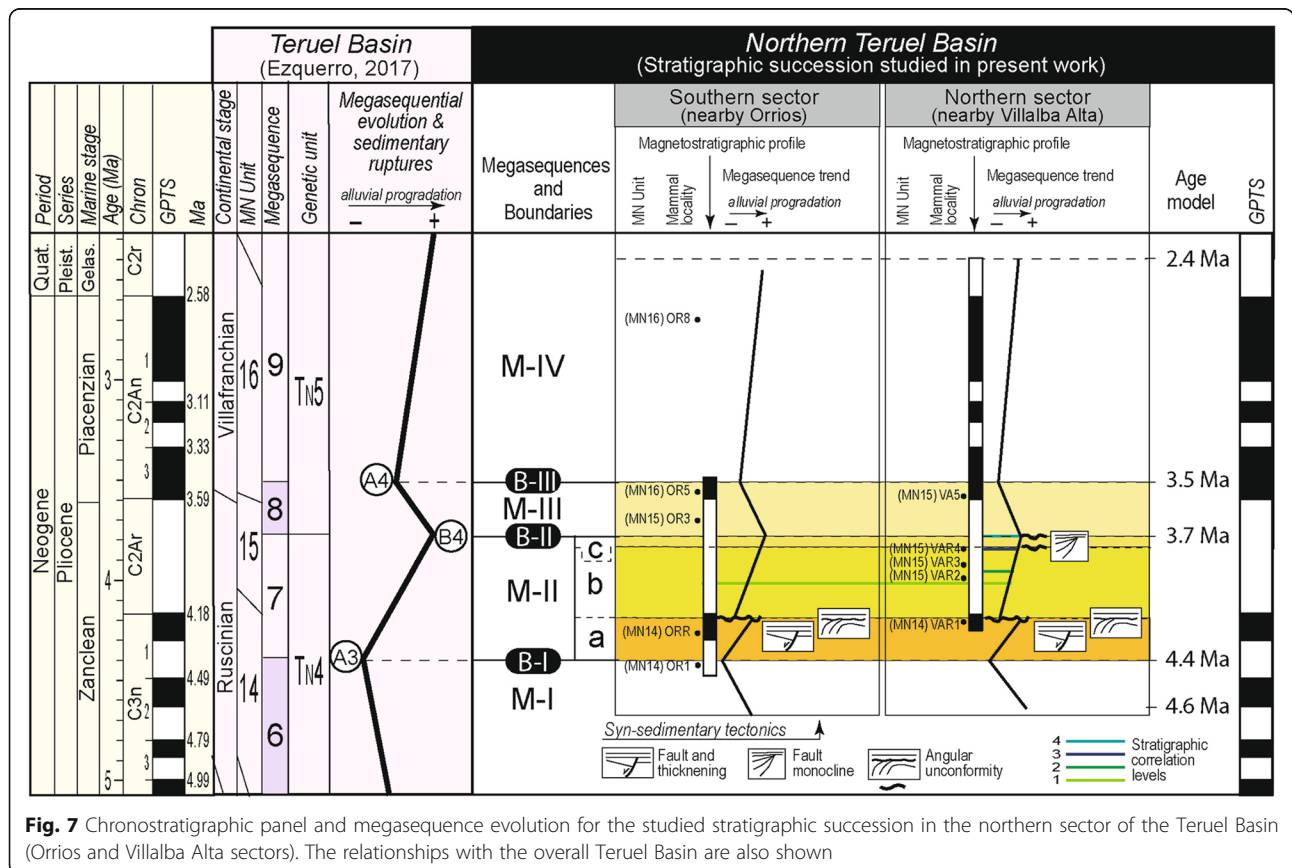 Teruel Basin
(Ezquerro, 2017)
Northern Teruel Basin
(Stratigraphic succession studied in present work)
Period
Series
Marine stage
Age (Ma)
Chron
GPTS
Ma
Continental stage
MN Unit
Megasequence
Genetic unit
Megasequential
evolution &
sedimentary
ruptures
alluvial progradation
– +
Megasequences
and
Boundaries
Southern sector
(nearby Orrios)
Magnetostratigraphic profile
MN Unit
Mammal
locality
Megasequence trend
alluvial progradation
– +
Northern sector
(nearby Villalba Alta)
Magnetostratigraphic profile
MN Unit
Mammal
locality
Megasequence trend
alluvial progradation
– +
Age
model
GPTS
Quat.
Pleist.
Gelas.
Neogene
Pliocene
Piacenzian
Zanclean
3
4
5
C2r
C2An
1
2
3
C2Ar
C3n
1
2
3
2.58
3.11
3.33
3.59
4.18
4.49
4.79
4.99
Villafranchian
Ruscinian
16
15
14
9
8
7
6
TN5
TN4
A4
B4
A3
M-IV
B-III
M-III
B-II
M-II
c
b
a
B-I
M-I
(MN16) OR8
(MN16) OR5
(MN15) OR3
(MN14) ORR
(MN14) OR1
(MN15) VA5
(MN15) VAR4
(MN15) VAR3
(MN15) VAR2
(MN14) VAR1
2.4 Ma
3.5 Ma
3.7 Ma
4.4 Ma
4.6 Ma
Syn-sedimentary tectonics
Fault and
thicknening
Fault
monocline
Angular
unconformity
4
3
2
1
Stratigraphic
correlation
levels
Fig. 7 Chronostratigraphic panel and megasequence evolution for the studied stratigraphic succession in the northern sector of the Teruel Basin
(Orrios and Villalba Alta sectors). The relationships with the overall Teruel Basin are also shown